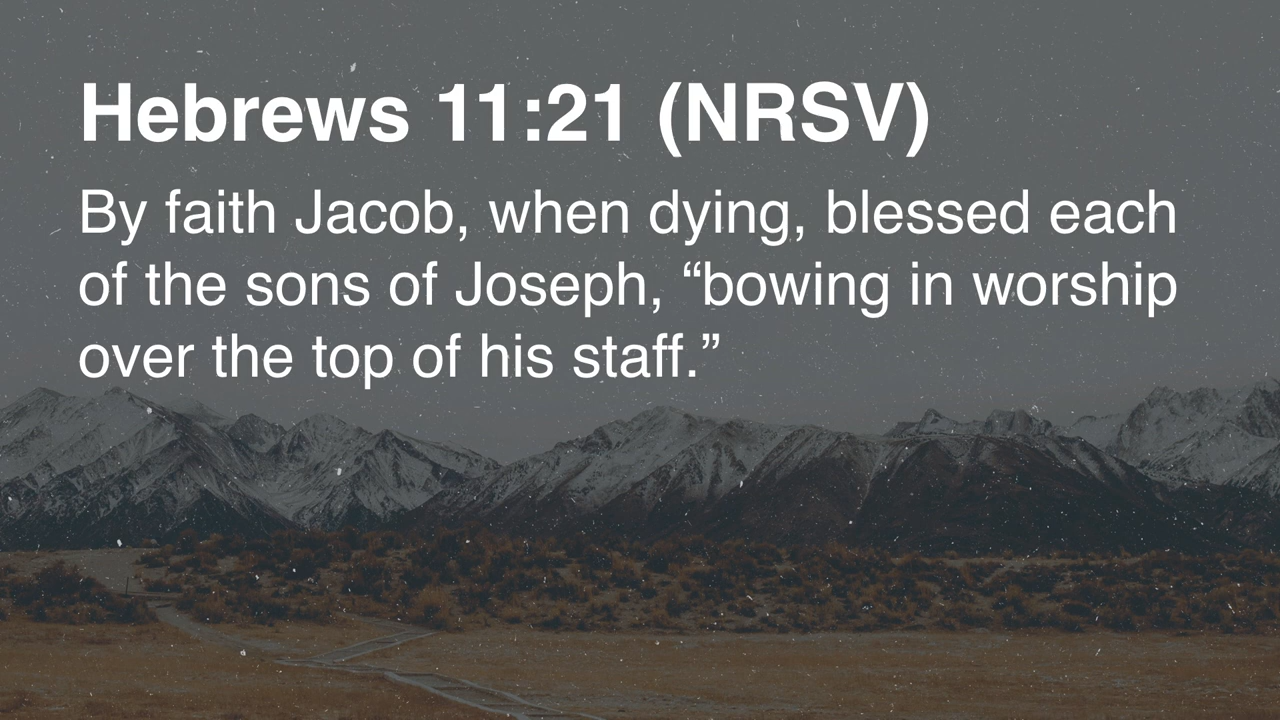 Hebrews 11:21 (NRSV)
By faith Jacob, when dying, blessed each
of the sons of Joseph, “bowing in worship
over the top of his staff.”